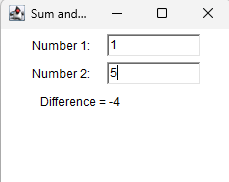 Sum and...
Number 1: 1
Number 2: 5
Difference = -4